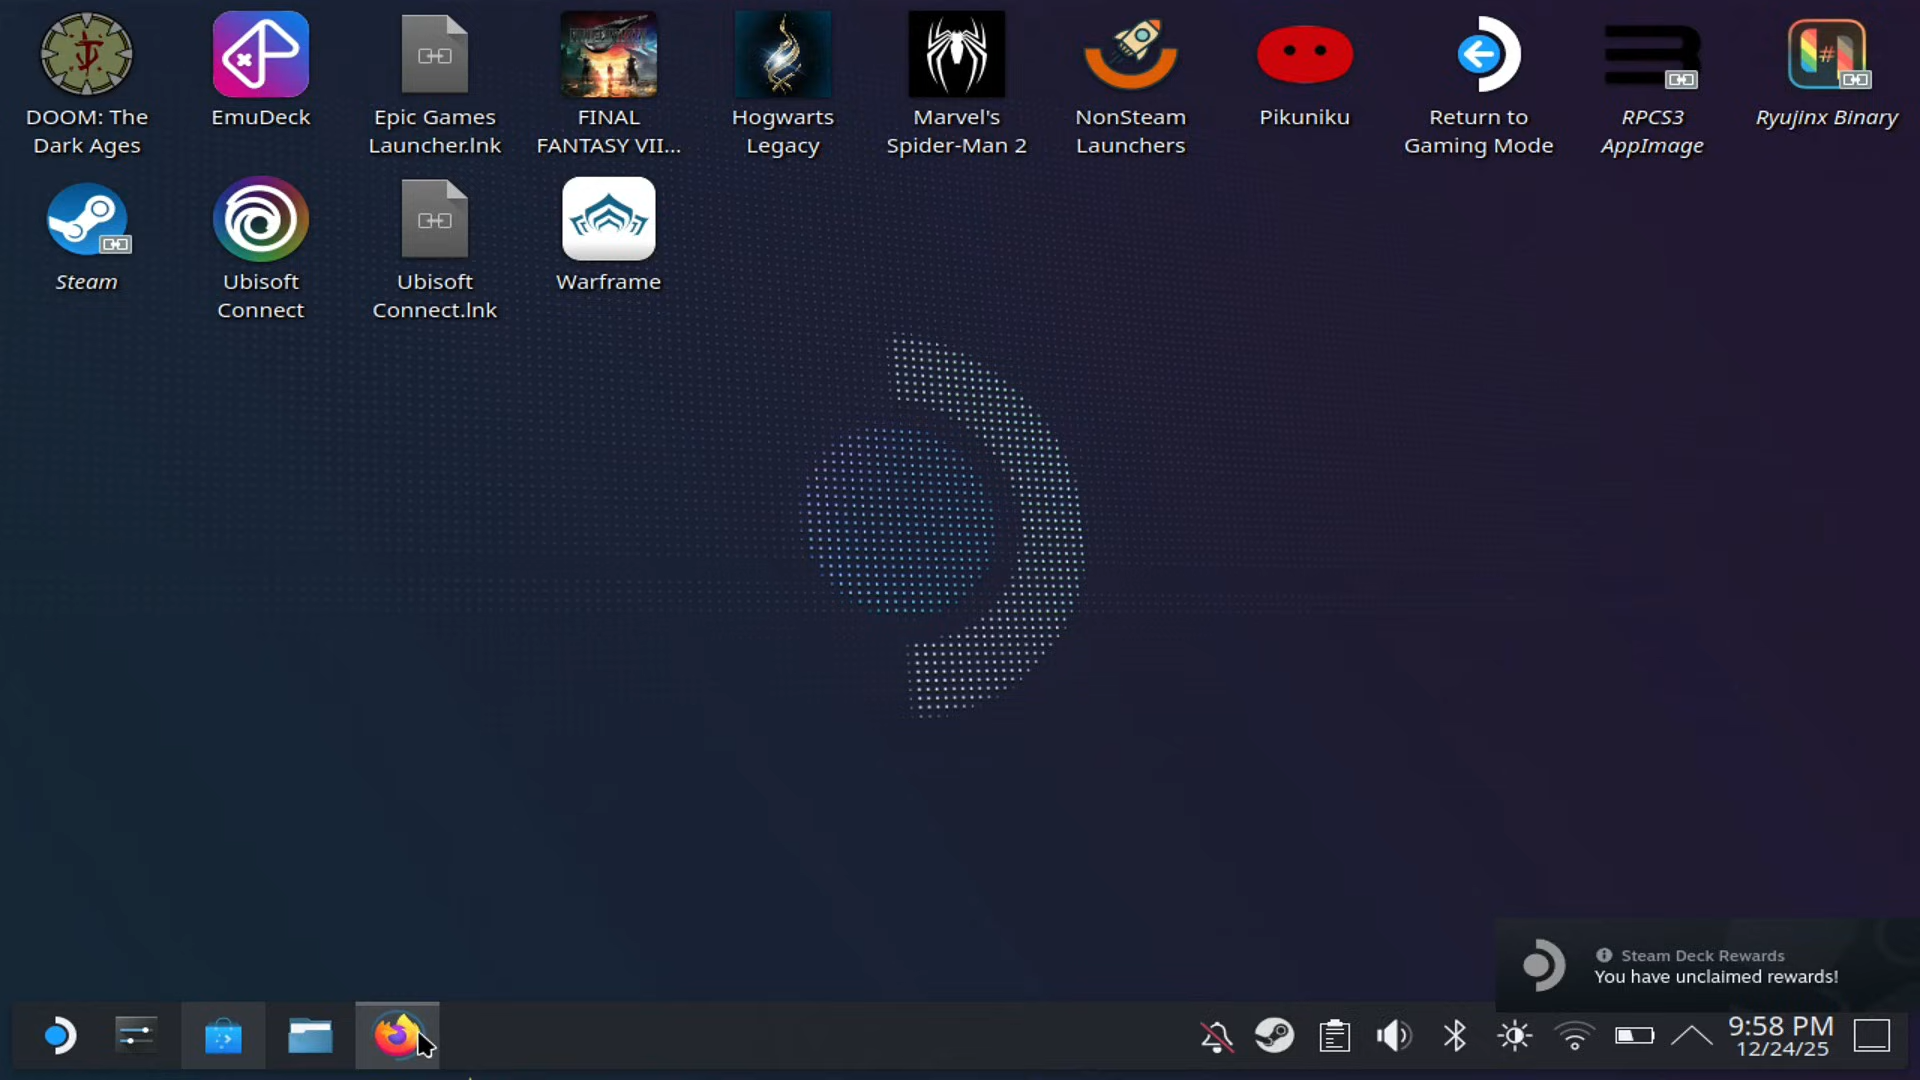 DOOM: The
Dark Ages
EmuDeck
Epic Games
Launcher.lnk
FINAL
FANTASY VII...
Hogwarts
Legacy
Marvel's
Spider-Man 2
NonSteam
Launchers
Pikuniku
Return to
Gaming Mode
RPCS3
AppImage
Ryujinx Binary
Steam
Ubisoft
Connect
Ubisoft
Connect.lnk
Warframe
Steam Deck Rewards
You have unclaimed rewards!
9:58 PM
12/24/25